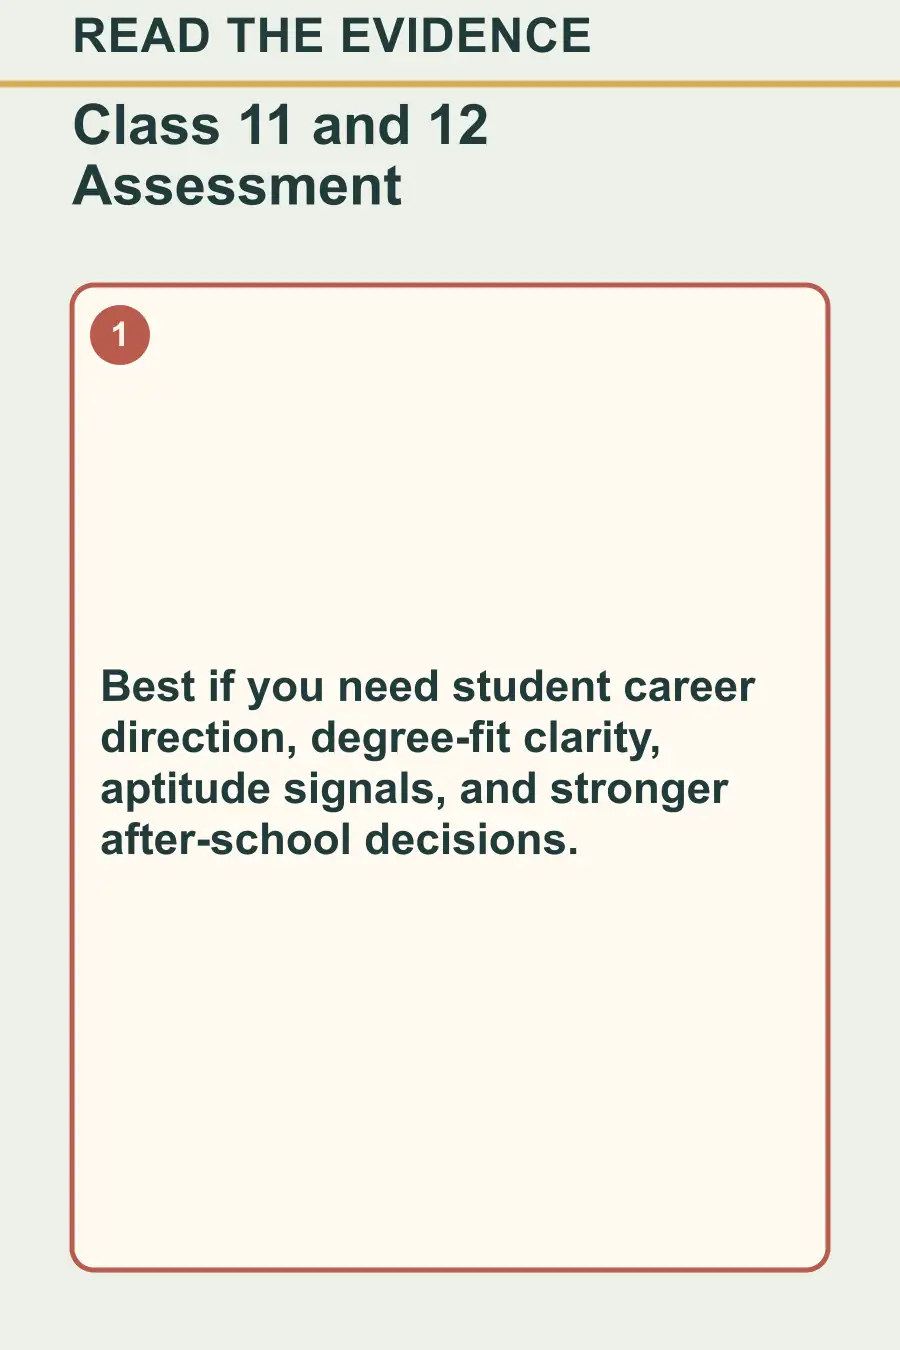 READ THE EVIDENCE
Class 11 and 12
Assessment
1
Best if you need student career
direction, degree-fit clarity,
aptitude signals, and stronger
after-school decisions.